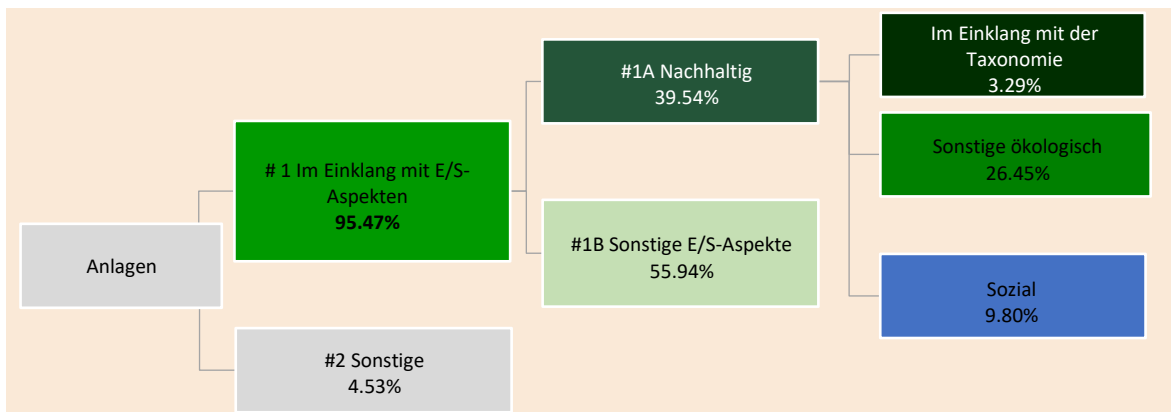 Anlagen
# 1 Im Einklang mit E/S-
Aspekten
95.47%
#2 Sonstige
4.53%
#1A Nachhaltig
39.54%
#1B Sonstige E/S-Aspekte
55.94%
Im Einklang mit der
Taxonomie
3.29%
Sonstige ökologisch
26.45%
Sozial
9.80%